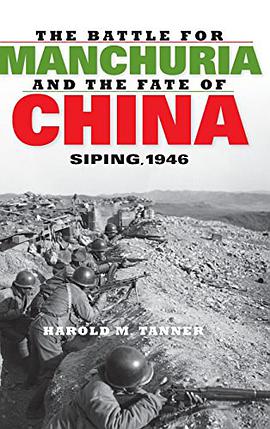 THE BATTLE FOR
MANCHURIA
AND THE FATE OF
CHINA
SIPING, 1946
HAROLD M. TANNER